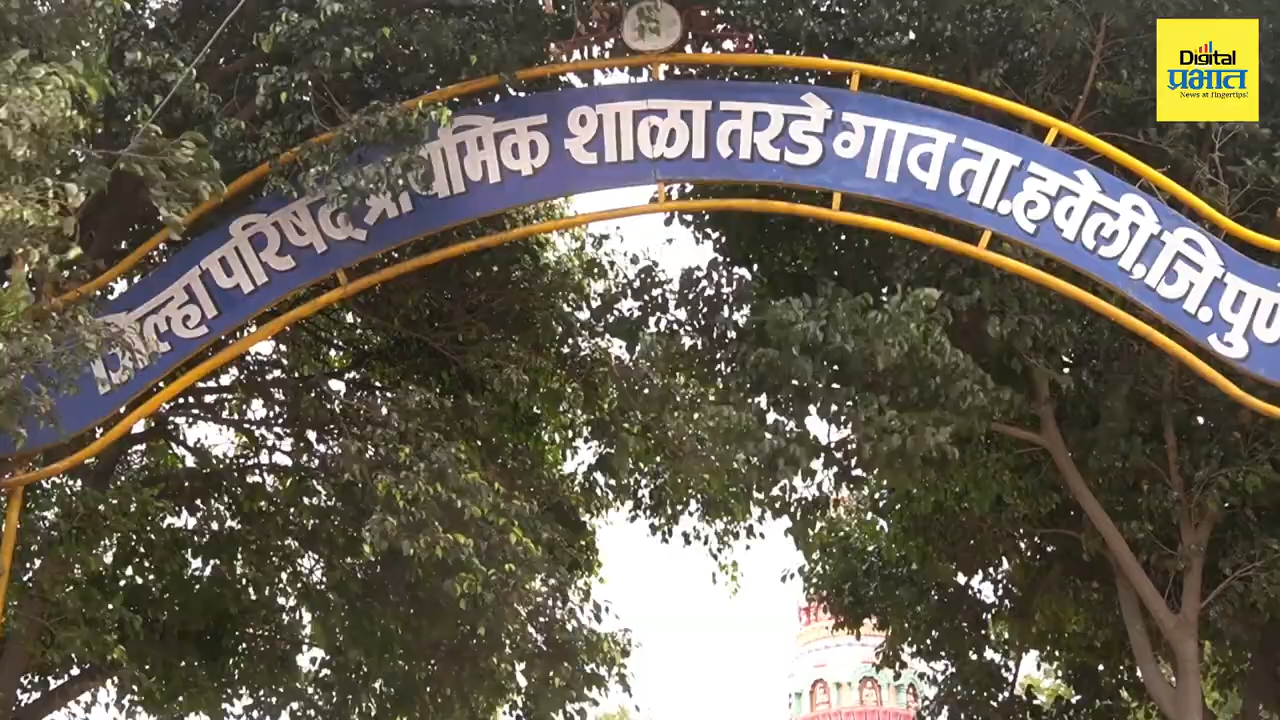 जिल्हा परिषद प्राथमिक शाळा तरडे गाव ता.हवेली,जि.पुणे
Digital
प्रभात
News at fingertips!